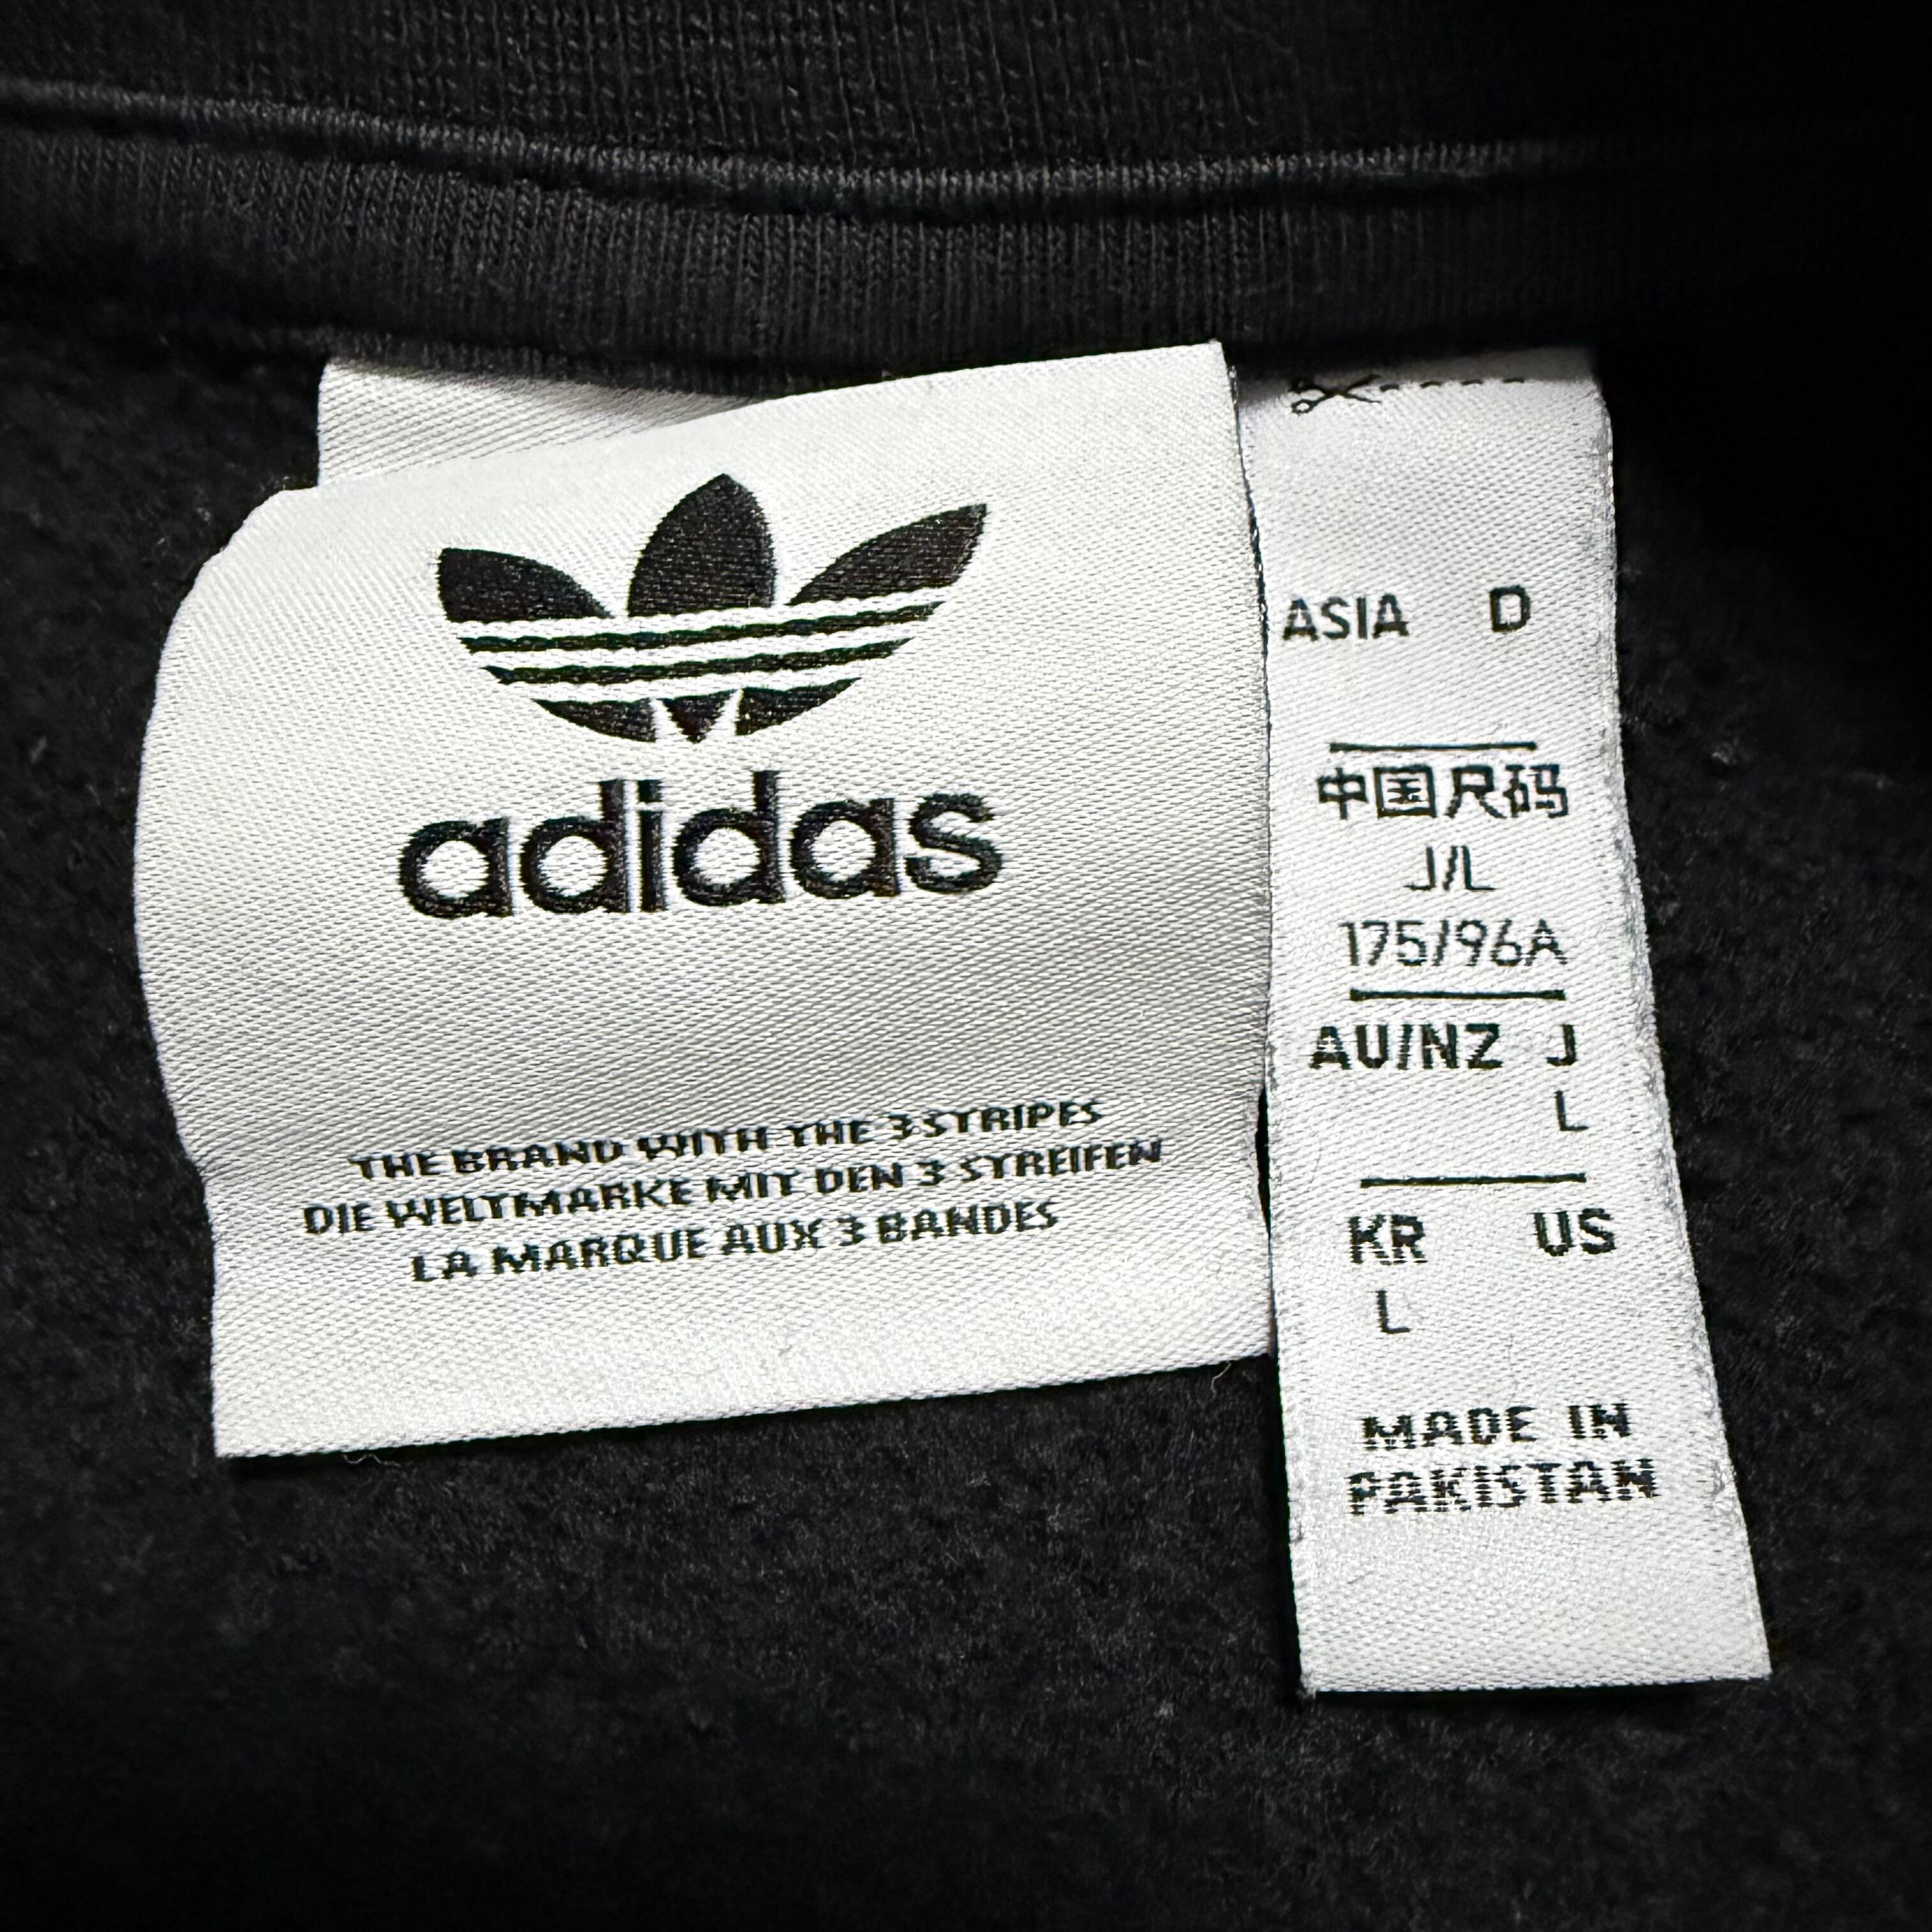 adidas
THE BRAND WITH THE 3 STRIPES
DIE WELTMARKE MIT DEN 3 STREIFEN
LA MARQUE AUX 3 BANDES
ASIA D
中国尺码
J/L
175/96A
AU/NZ J
L
KR US
L
MADE IN
PAKISTAN